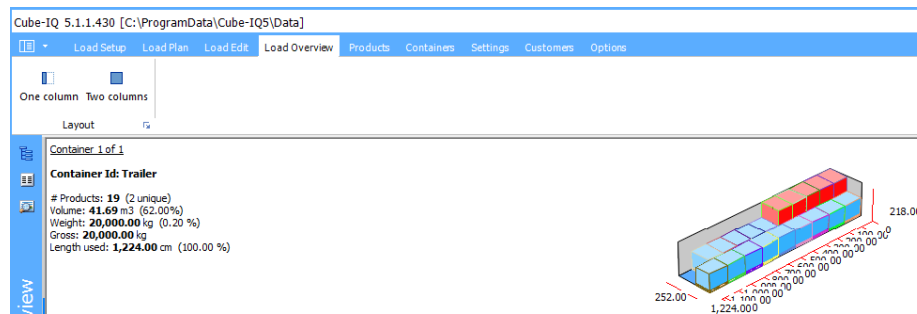 Cube-IQ 5.1.1.430 [C:\ProgramData\Cube-IQ5\Data]
Load Setup Load Plan Load Edit Load Overview Products Containers Settings Customers Options
One column Two columns
Layout
Container 1 of 1
Container Id: Trailer
# Products: 19 (2 unique)
Volume: 41.69 m3 (62.00%)
Weight: 20,000.00 kg (0.20 %)
Gross: 20,000.00 kg
Length used: 1,224.00 cm (100.00 %)
218.0
252.00
1,224.000
view